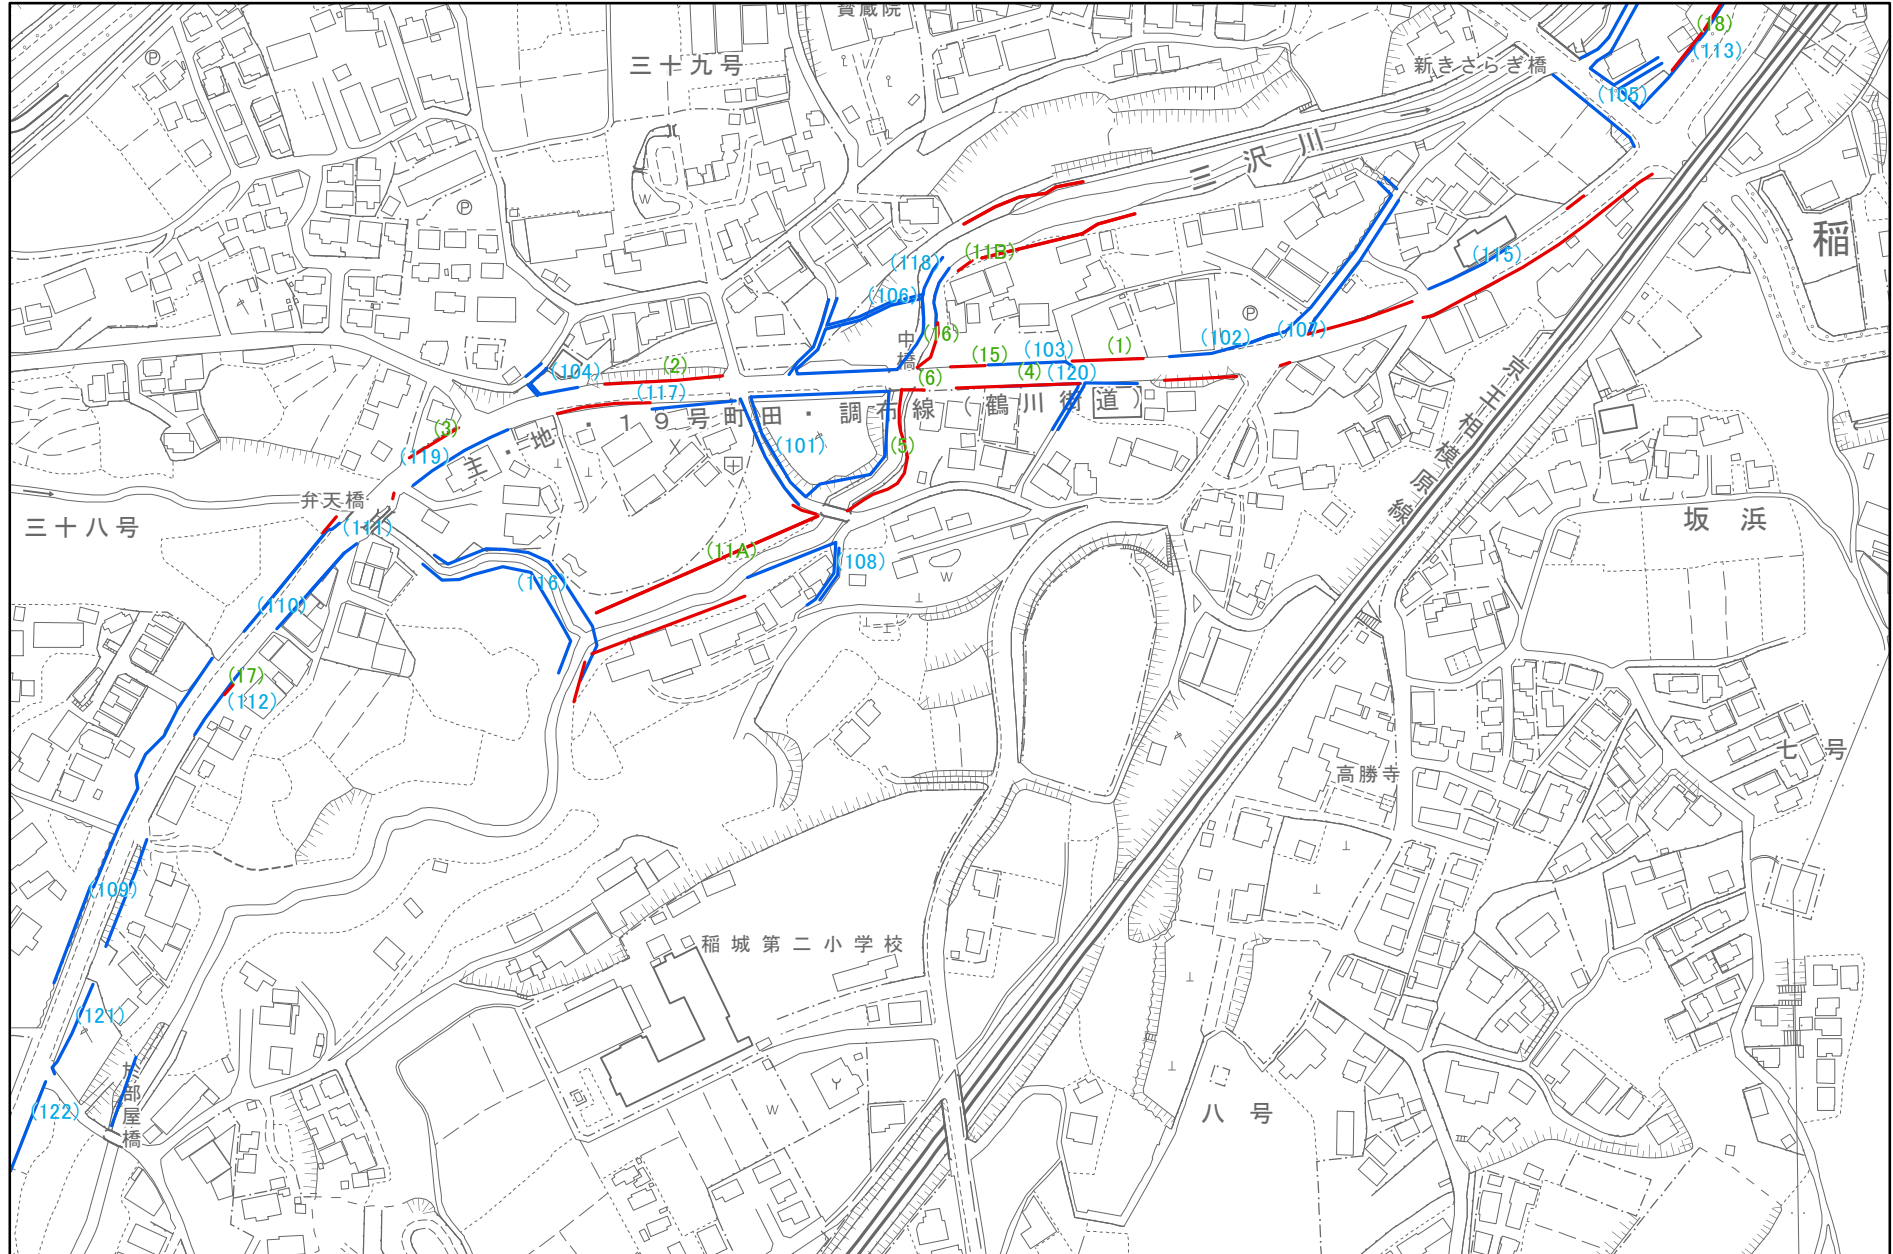 寶蔵院
三十九号
新きさらぎ橋
(18)
(113)
(105)
三沢川
稲
(118)
(11B)
(115)
(106)
中橋
(16)
(15)
(103)
(1)
(102)
(107)
(104)
(2)
(117)
(6)
(4)
(120)
主・地・19号町田・調布線(鶴川街道)
(3)
(119)
(101)
(5)
京王相模原線
弁天橋
三十八号
(111)
(11A)
(108)
(116)
(110)
坂浜
(17)
(112)
高勝寺
七号
(109)
稲城第二小学校
(121)
(122)
部屋橋
八号